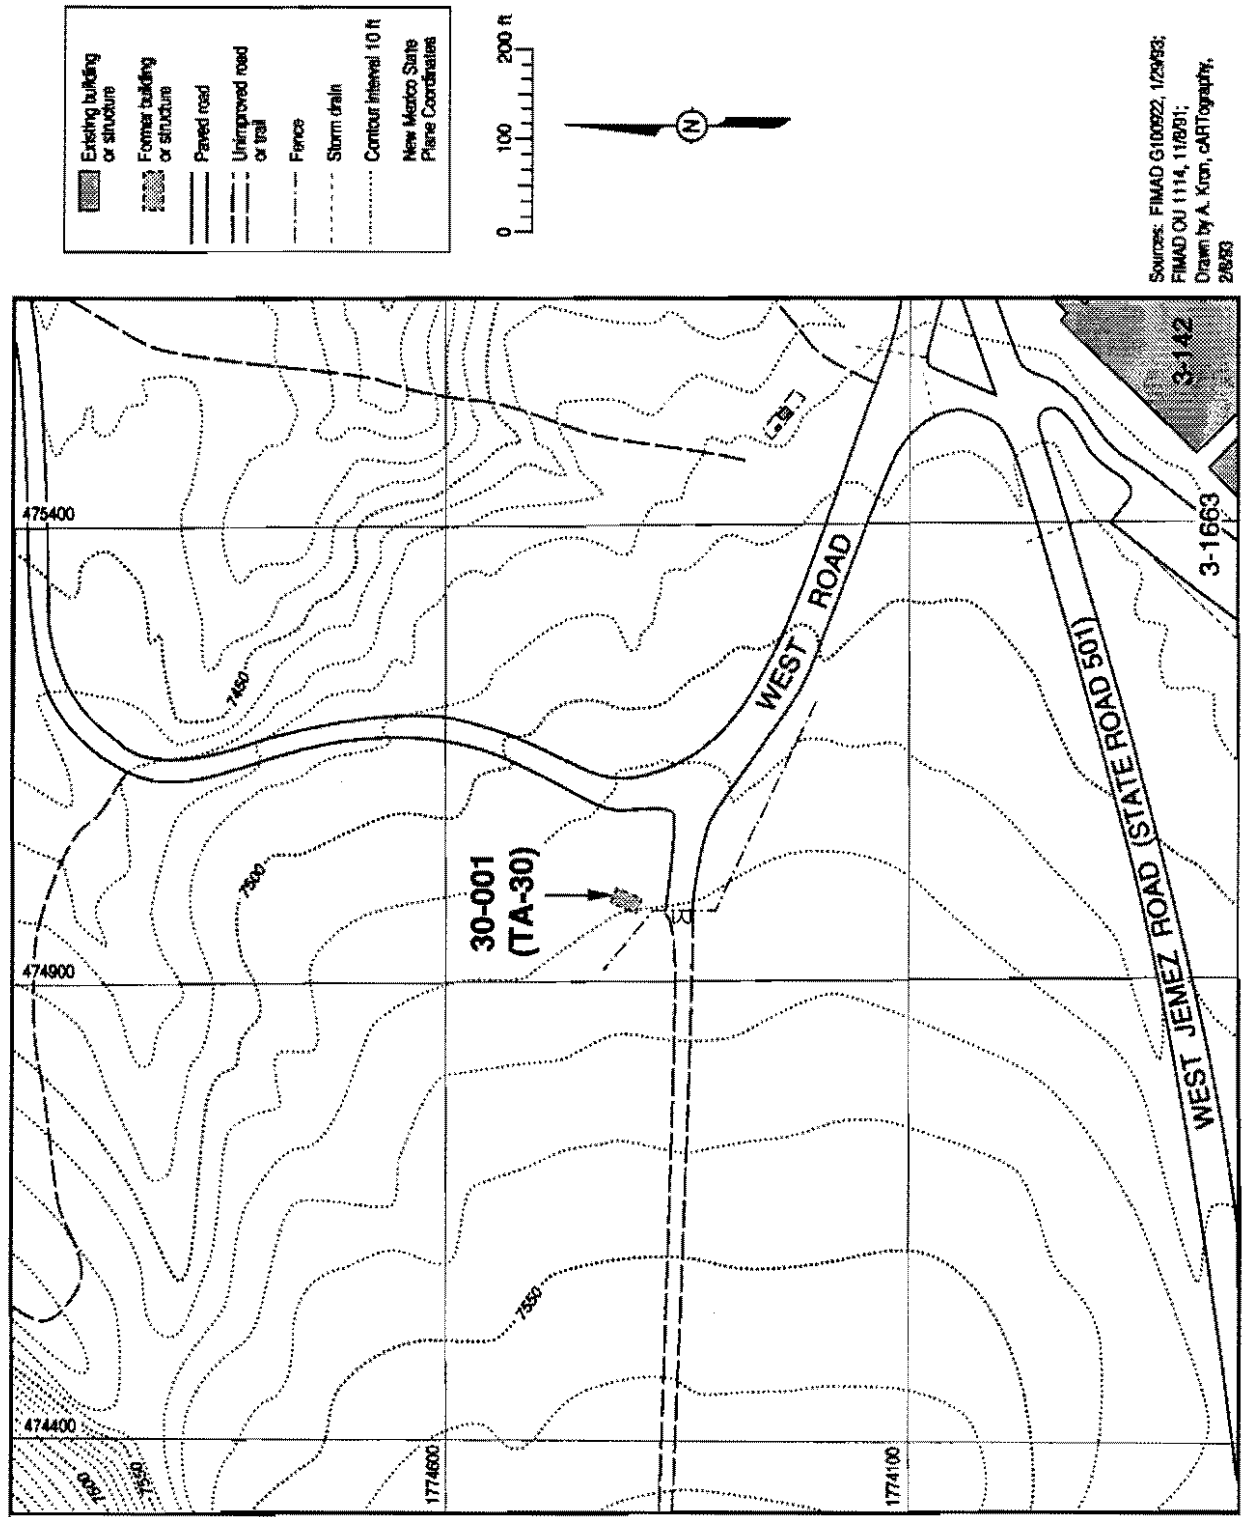 Existing building
or structure
Former building
or structure
Paved road
Unimproved road
or trail
Fence
Storm drain
Contour interval 10 ft
New Mexico State
Plane Coordinates
0 100 200 ft
N
Sources: FIMAD G100922, 1/29/93;
FIMAD OU 1114, 11/8/91;
Drawn by A. Kron, cARTography,
2/8/93
475400
474900
474400
1774600
1774100
7450
7500
7550
7600
7550
30-001
(TA-30)
WEST ROAD
WEST JEMEZ ROAD (STATE ROAD 501)
3-142
3-1663